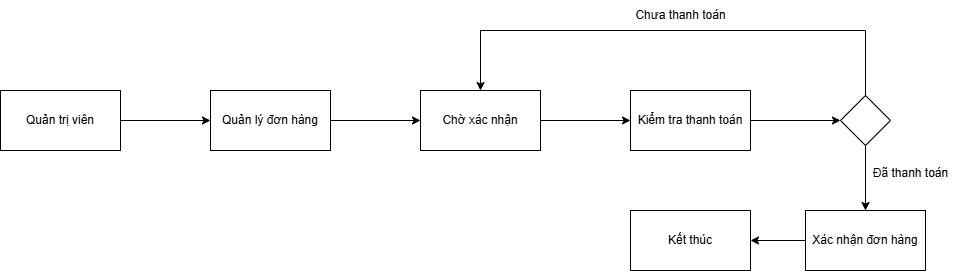 Chưa thanh toán
Quản trị viên
Quản lý đơn hàng
Chờ xác nhận
Kiểm tra thanh toán
Đã thanh toán
Kết thúc
Xác nhận đơn hàng